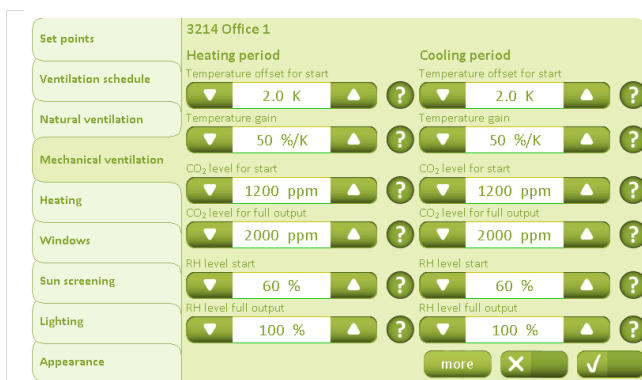 Set points
Ventilation schedule
Natural ventilation
Mechanical ventilation
Heating
Windows
Sun screening
Lighting
Appearance
3214 Office 1
Heating period
Temperature offset for start
2.0 K
?
Temperature gain
50 %/K
?
CO₂ level for start
1200 ppm
?
CO₂ level for full output
2000 ppm
?
RH level start
60 %
?
RH level full output
100 %
?
Cooling period
Temperature offset for start
2.0 K
?
Temperature gain
50 %/K
?
CO₂ level for start
1200 ppm
?
CO₂ level for full output
2000 ppm
?
RH level start
60 %
?
RH level full output
100 %
?
more